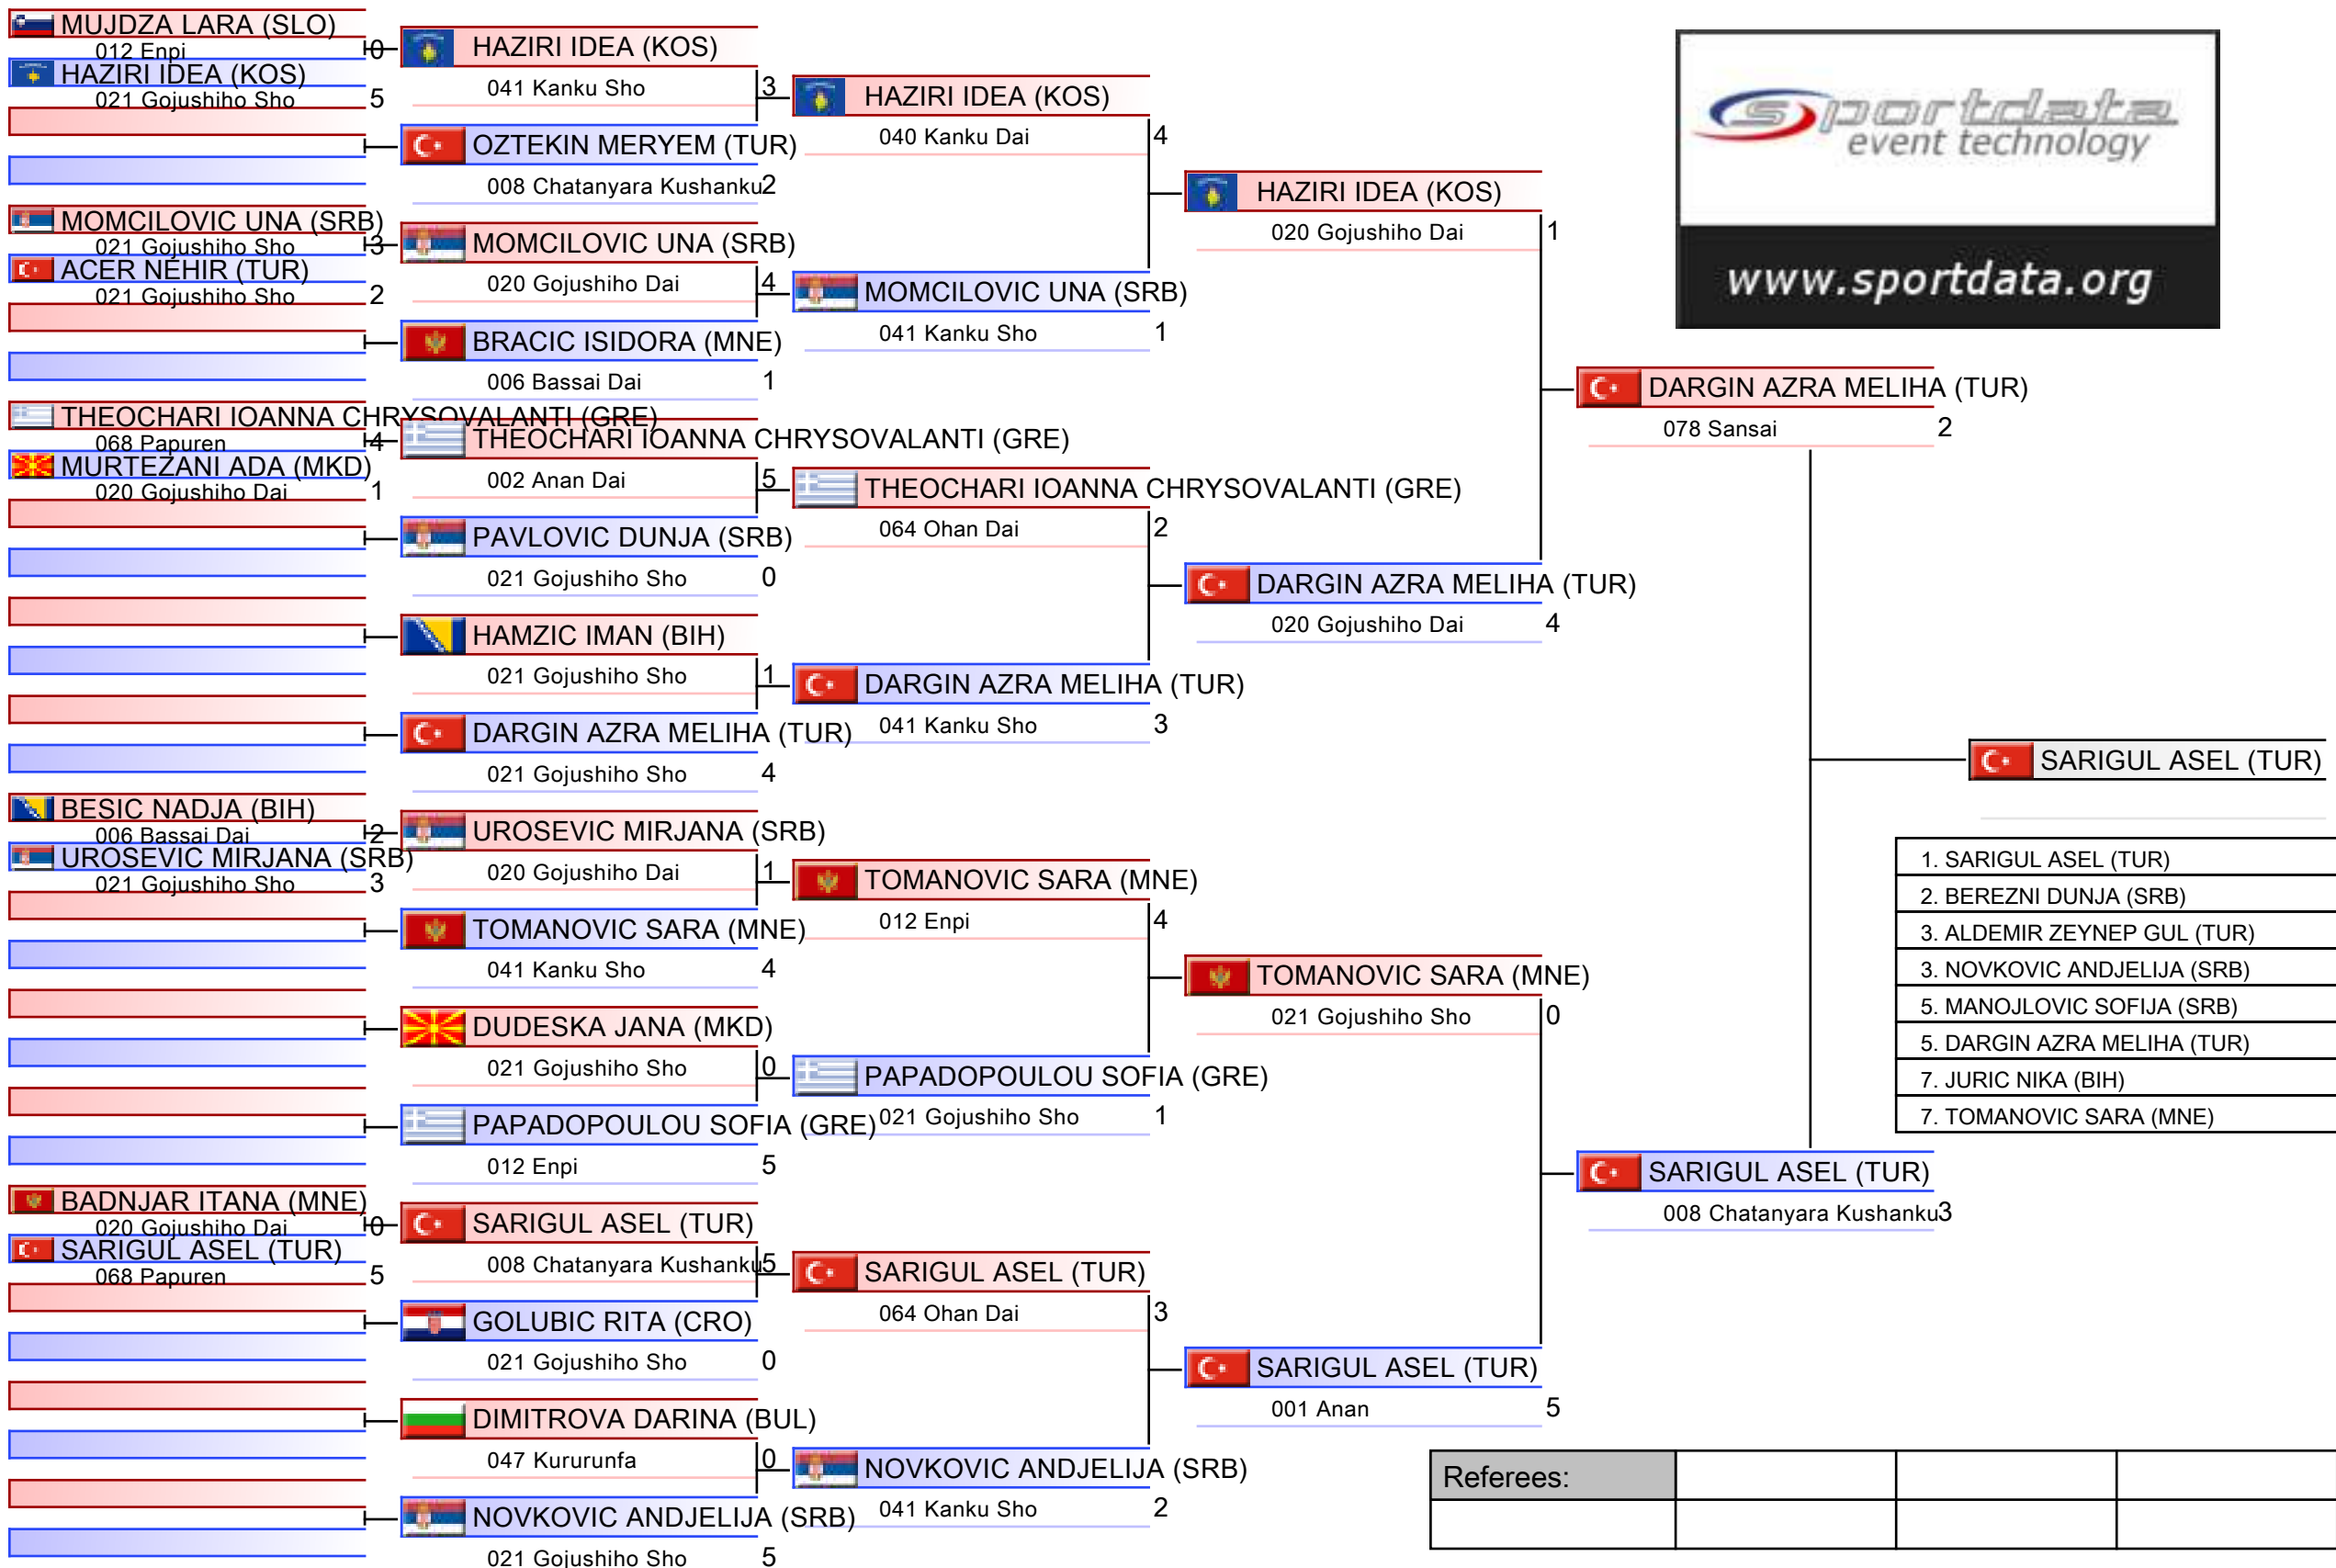 MUJDZA LARA (SLO)
012 Enpi
0
HAZIRI IDEA (KOS)
021 Gojushiho Sho
5
MOMCILOVIC UNA (SRB)
021 Gojushiho Sho
3
ACER NEHIR (TUR)
021 Gojushiho Sho
2
THEOCHARI IOANNA CHRYSOVALANTI (GRE)
068 Papuren
4
MURTEZANI ADA (MKD)
020 Gojushiho Dai
1
BESIC NADJA (BIH)
006 Bassai Dai
2
UROSEVIC MIRJANA (SRB)
021 Gojushiho Sho
3
BADNJAR ITANA (MNE)
020 Gojushiho Dai
0
SARIGUL ASEL (TUR)
068 Papuren
5
HAZIRI IDEA (KOS)
041 Kanku Sho
3
OZTEKIN MERYEM (TUR)
008 Chatanyara Kushanku
2
MOMCILOVIC UNA (SRB)
020 Gojushiho Dai
4
BRACIC ISIDORA (MNE)
006 Bassai Dai
1
THEOCHARI IOANNA CHRYSOVALANTI (GRE)
002 Anan Dai
5
PAVLOVIC DUNJA (SRB)
021 Gojushiho Sho
0
HAMZIC IMAN (BIH)
021 Gojushiho Sho
1
DARGIN AZRA MELIHA (TUR)
021 Gojushiho Sho
4
UROSEVIC MIRJANA (SRB)
020 Gojushiho Dai
1
TOMANOVIC SARA (MNE)
041 Kanku Sho
4
DUDESKA JANA (MKD)
021 Gojushiho Sho
0
PAPADOPOULOU SOFIA (GRE)
012 Enpi
5
SARIGUL ASEL (TUR)
008 Chatanyara Kushanku
5
GOLUBIC RITA (CRO)
021 Gojushiho Sho
0
DIMITROVA DARINA (BUL)
047 Kururunfa
0
NOVKOVIC ANDJELIJA (SRB)
021 Gojushiho Sho
5
HAZIRI IDEA (KOS)
040 Kanku Dai
4
MOMCILOVIC UNA (SRB)
041 Kanku Sho
1
THEOCHARI IOANNA CHRYSOVALANTI (GRE)
064 Ohan Dai
2
DARGIN AZRA MELIHA (TUR)
041 Kanku Sho
3
TOMANOVIC SARA (MNE)
012 Enpi
4
PAPADOPOULOU SOFIA (GRE)
021 Gojushiho Sho
1
SARIGUL ASEL (TUR)
064 Ohan Dai
3
NOVKOVIC ANDJELIJA (SRB)
041 Kanku Sho
2
HAZIRI IDEA (KOS)
020 Gojushiho Dai
1
DARGIN AZRA MELIHA (TUR)
020 Gojushiho Dai
4
TOMANOVIC SARA (MNE)
021 Gojushiho Sho
0
SARIGUL ASEL (TUR)
001 Anan
5
DARGIN AZRA MELIHA (TUR)
078 Sansai
2
SARIGUL ASEL (TUR)
008 Chatanyara Kushanku
3
SARIGUL ASEL (TUR)
sportdata
event technology
www.sportdata.org
1. SARIGUL ASEL (TUR)
2. BEREZNI DUNJA (SRB)
3. ALDEMIR ZEYNEP GUL (TUR)
3. NOVKOVIC ANDJELIJA (SRB)
5. MANOJLOVIC SOFIJA (SRB)
5. DARGIN AZRA MELIHA (TUR)
7. JURIC NIKA (BIH)
7. TOMANOVIC SARA (MNE)
Referees: